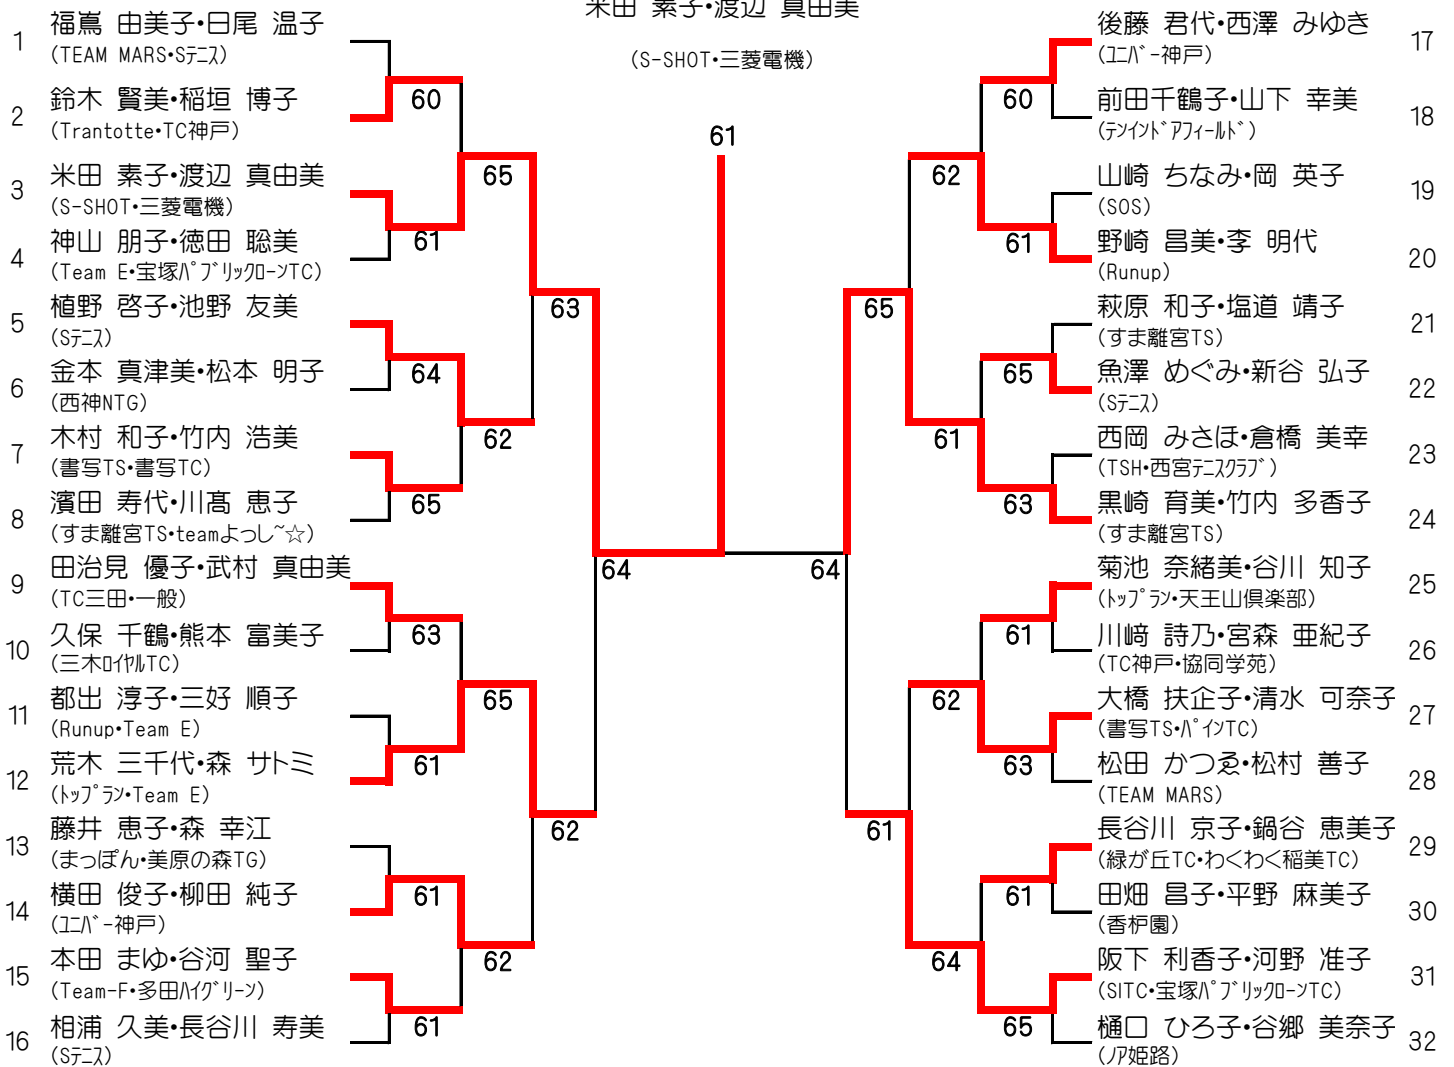 米田 素子・渡辺 真由美
(S-SHOT・三菱電機)
61
1 福嶌 由美子・日尾 温子
(TEAM MARS・Sテニス)
60
2 鈴木 賢美・稲垣 博子
(Trantotte・TC神戸)
65
3 米田 素子・渡辺 真由美
(S-SHOT・三菱電機)
61
4 神山 朋子・徳田 聡美
(Team E・宝塚パブリックローンTC)
63
5 植野 啓子・池野 友美
(Sテニス)
64
6 金本 真津美・松本 明子
(西神NTG)
62
7 木村 和子・竹内 浩美
(書写TS・書写TC)
65
8 濱田 寿代・川髙 恵子
(すま離宮TS・teamよっし~☆)
64
9 田治見 優子・武村 真由美
(TC三田・一般)
63
10 久保 千鶴・熊本 富美子
(三木ロイヤルTC)
65
11 都出 淳子・三好 順子
(Runup・Team E)
61
12 荒木 三千代・森 サトミ
(トップラン・Team E)
62
13 藤井 恵子・森 幸江
(まっぽん・美原の森TG)
61
14 横田 俊子・柳田 純子
(ユニバー神戸)
62
15 本田 まゆ・谷河 聖子
(Team-F・多田ハイグリーン)
61
16 相浦 久美・長谷川 寿美
(Sテニス)
後藤 君代・西澤 みゆき 17
(ユニバー神戸)
60
前田千鶴子・山下 幸美 18
(テンインドアフィールド)
62
山崎 ちなみ・岡 英子 19
(SOS)
61
野崎 昌美・李 明代 20
(Runup)
65
萩原 和子・塩道 靖子 21
(すま離宮TS)
65
魚澤 めぐみ・新谷 弘子 22
(Sテニス)
61
西岡 みさほ・倉橋 美幸 23
(TSH・西宮テニスクラブ)
63
黒崎 育美・竹内 多香子 24
(すま離宮TS)
64
菊池 奈緒美・谷川 知子 25
(トップラン・天王山倶楽部)
61
川﨑 詩乃・宮森 亜紀子 26
(TC神戸・協同学苑)
62
大橋 扶企子・清水 可奈子 27
(書写TS・パインTC)
63
松田 かつゑ・松村 善子 28
(TEAM MARS)
61
長谷川 京子・鍋谷 恵美子 29
(緑が丘TC・わくわく稲美TC)
61
田畑 昌子・平野 麻美子 30
(香枦園)
64
阪下 利香子・河野 准子 31
(SITC・宝塚パブリックローンTC)
65
樋口 ひろ子・谷郷 美奈子 32
(ノア姫路)